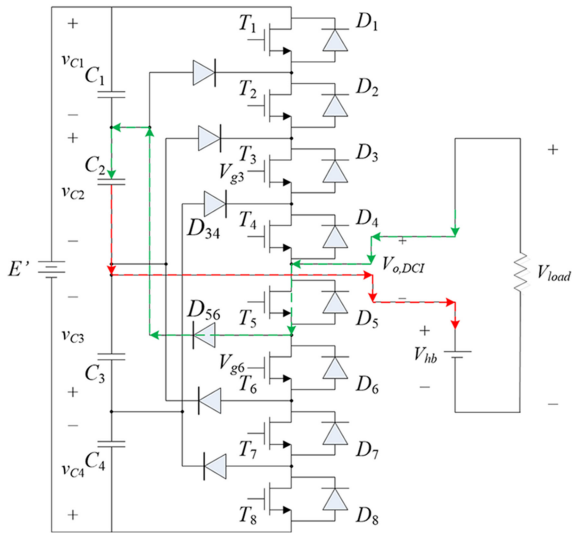 +
T1
D1
vC1
C1
−
+
T2
D2
C2
vC2
−
T3
Vg3
D3
D34
T4
D4
+
Vo,DCI
−
+
Vload
−
E'
−
vC3
C3
+
D56
T5
D5
Vg6
T6
D6
+
Vhb
−
−
C4
vC4
+
T7
D7
T8
D8